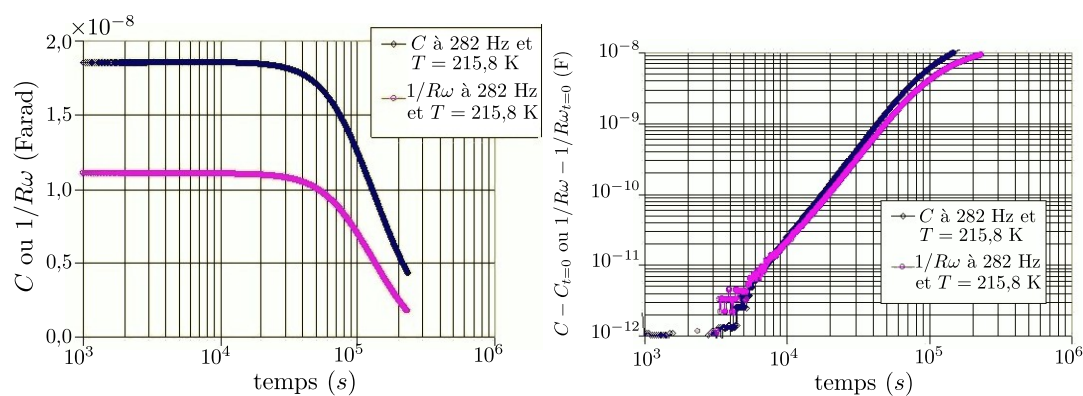 ×10−8
2,0
1,5
1,0
0,5
0,0
C ou 1/Rω (Farad)
103
104
105
106
temps (s)
C à 282 Hz et
T = 215,8 K
1/Rω à 282 Hz
et T = 215,8 K
10−8
10−9
10−10
10−11
10−12
C − Ct=0 ou 1/Rω − 1/Rωt=0 (F)
103
104
105
106
temps (s)
C à 282 Hz et
T = 215,8 K
1/Rω à 282 Hz
et T = 215,8 K